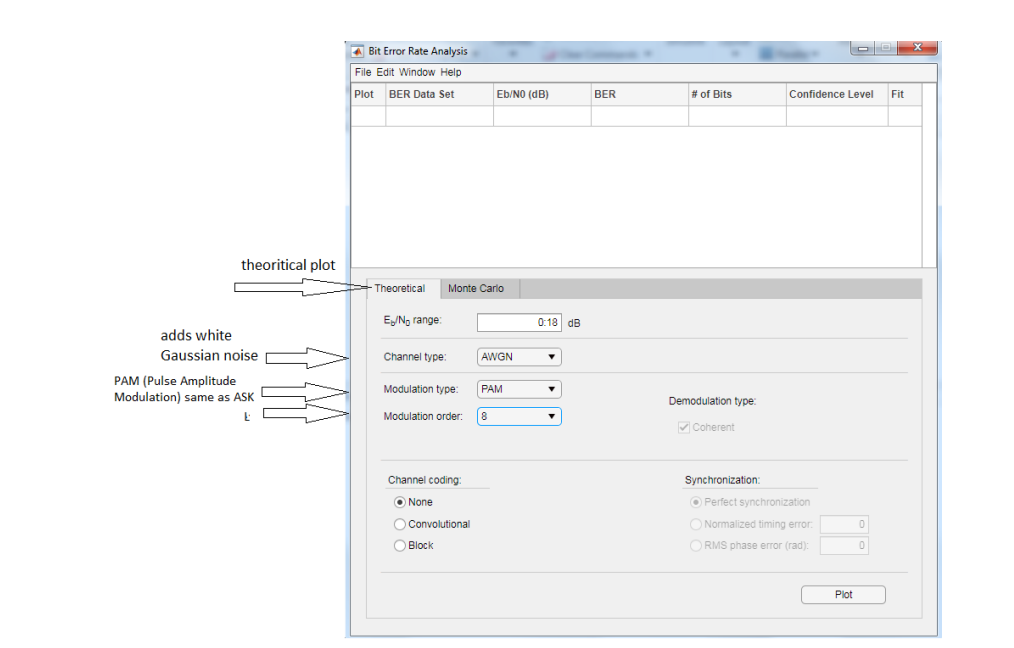 Bit Error Rate Analysis
File Edit Window Help
Plot BER Data Set Eb/N0 (dB) BER # of Bits Confidence Level Fit
theoritical plot
Theoretical Monte Carlo
Eb/N0 range: 0:18 dB
adds white
Gaussian noise
Channel type: AWGN
PAM (Pulse Amplitude
Modulation) same as ASK
Modulation type: PAM
Demodulation type:
Modulation order: 8
Coherent
Channel coding:
None
Convolutional
Block
Synchronization:
Perfect synchronization
Normalized timing error: 0
RMS phase error (rad): 0
Plot